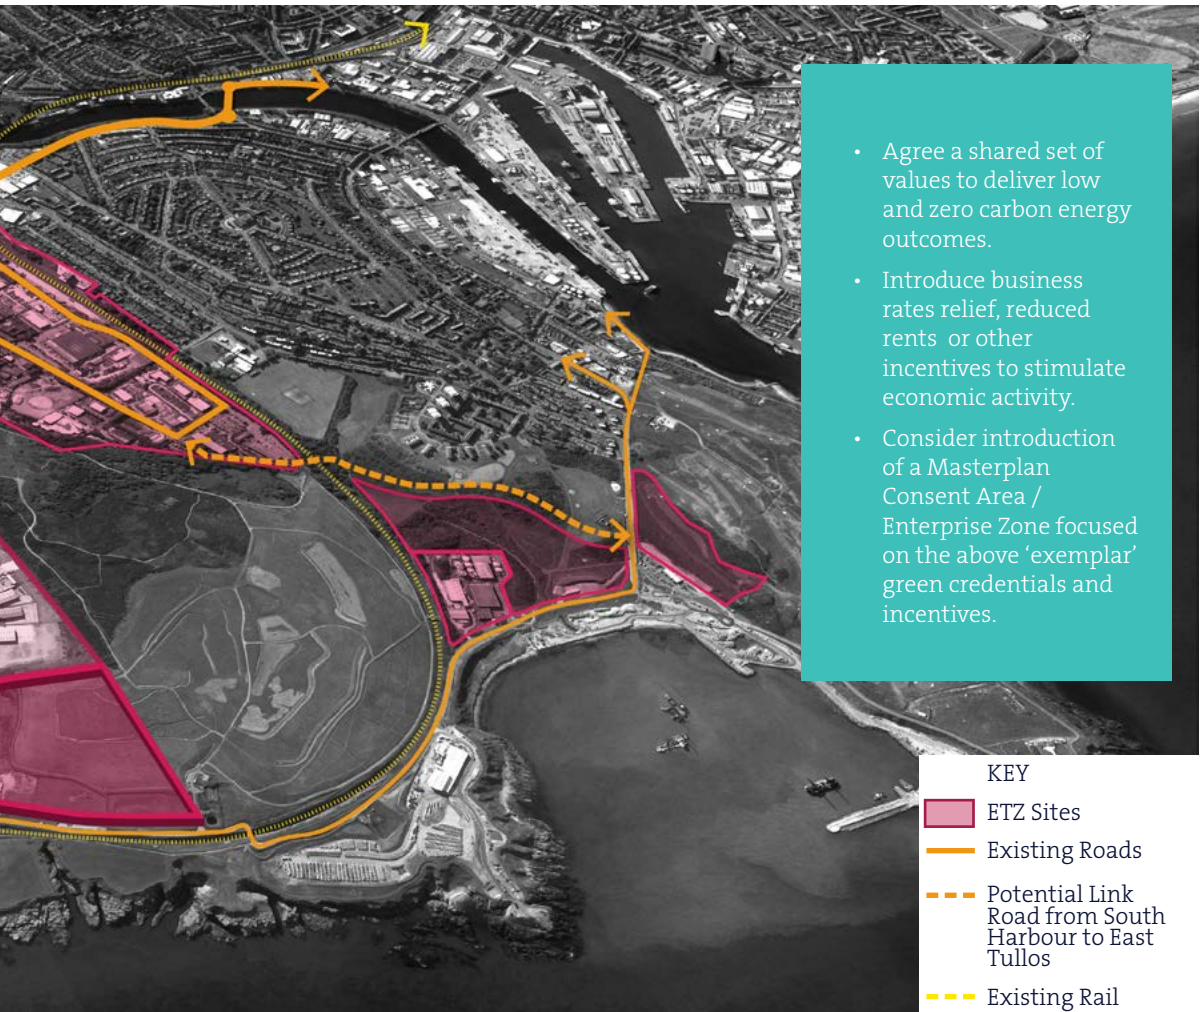 • Agree a shared set of
values to deliver low
and zero carbon energy
outcomes.
• Introduce business
rates relief, reduced
rents  or other
incentives to stimulate
economic activity.
• Consider introduction
of a Masterplan
Consent Area /
Enterprise Zone focused
on the above ‘exemplar’
green credentials and
incentives.
KEY
ETZ Sites
Existing Roads
Potential Link
Road from South
Harbour to East
Tullos
Existing Rail